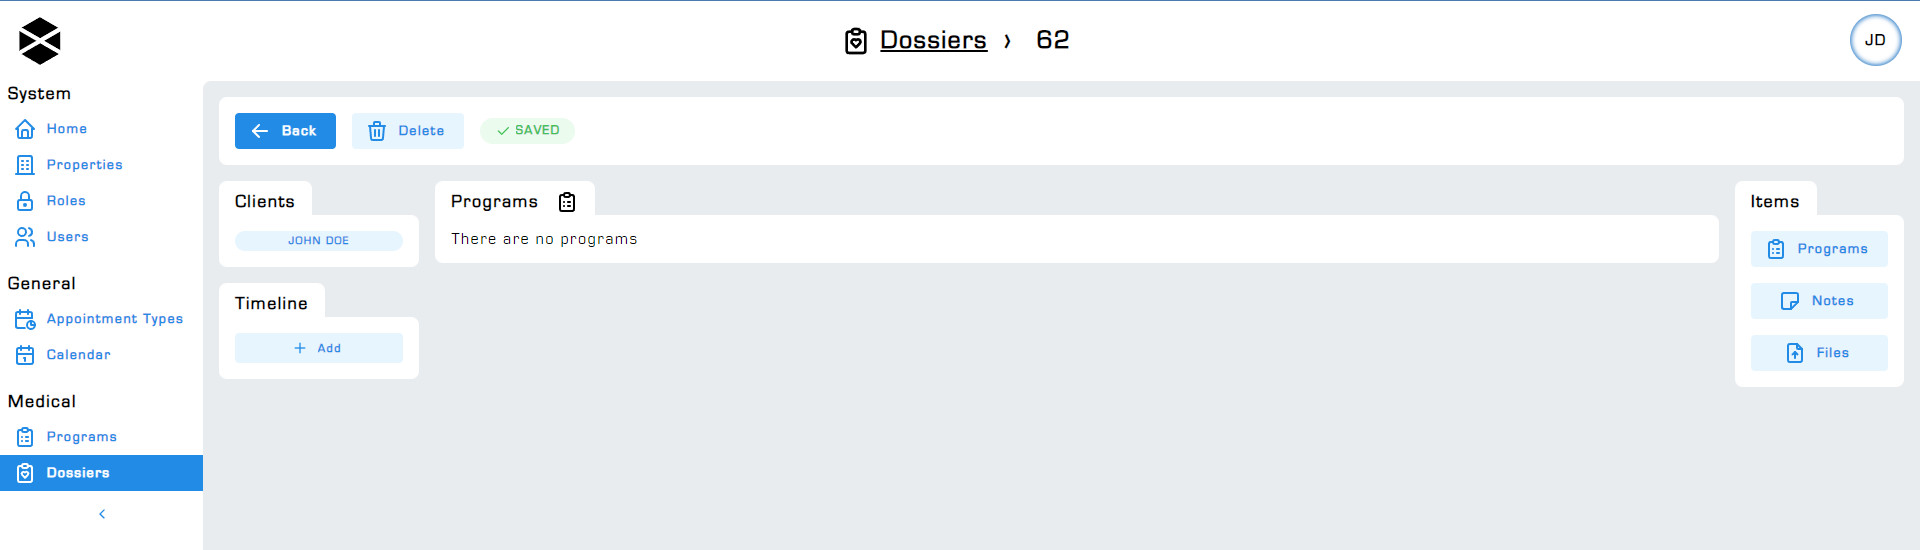 Dossiers › 62
JD
System
Home
Properties
Roles
Users
General
Appointment Types
Calendar
Medical
Programs
Dossiers
Back
Delete
SAVED
Clients
JOHN DOE
Timeline
Add
Programs
There are no programs
Items
Programs
Notes
Files